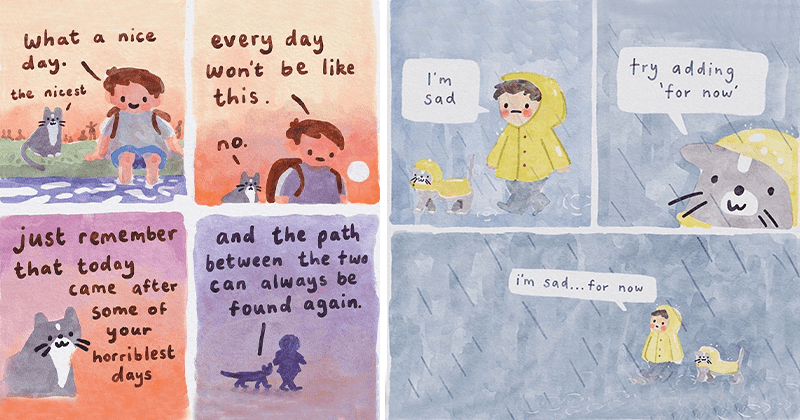 what a nice
day.
the nicest
every day
won't be like
this.
no.
just remember
that today
came after
some of
your
horriblest
days
and the path
between the two
can always be
found again.
I'm
sad
try adding
'for now'
i'm sad...for now